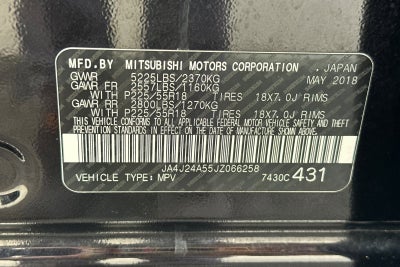 MFD.BY MITSUBISHI MOTORS CORPORATION , JAPAN
GVWR 5225LBS/2370KG MAY 2018
GAWR FR 2557LBS/1160KG
WITH P225/55R18 TIRES 18X7.0J RIMS
GAWR RR 2800LBS/1270KG
WITH P225/55R18 TIRES 18X7.0J RIMS
THIS VEHICLE CONFORMS TO ALL APPLICABLE FEDERAL MOTOR VEHICLE SAFETY AND THEFT
PREVENTION STANDARDS IN EFFECT ON THE DATE OF MANUFACTURE SHOWN ABOVE.
JA4J24A55JZ066258
VEHICLE TYPE: MPV 7430C 431